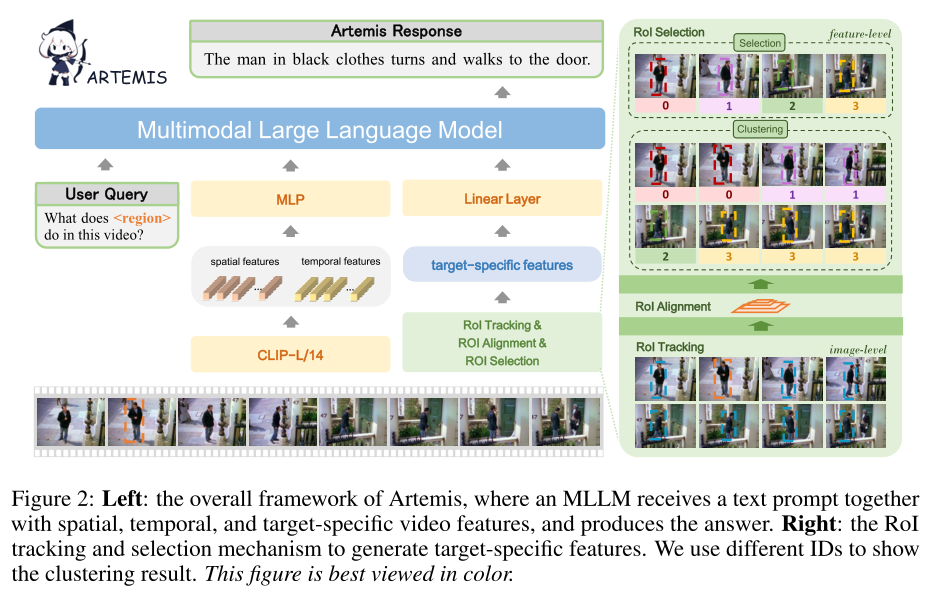 ARTEMIS
Artemis Response
The man in black clothes turns and walks to the door.
Multimodal Large Language Model
User Query
What does <region>
do in this video?
MLP
Linear Layer
spatial features
temporal features
...
...
target-specific features
CLIP-L/14
RoI Tracking &
ROI Alignment &
ROI Selection
RoI Selection
feature-level
Selection
0 1 2 3
Clustering
0 0 1 1
2 3 3 3
RoI Alignment
RoI Tracking
image-level
Figure 2: Left: the overall framework of Artemis, where an MLLM receives a text prompt together
with spatial, temporal, and target-specific video features, and produces the answer. Right: the RoI
tracking and selection mechanism to generate target-specific features. We use different IDs to show
the clustering result. This figure is best viewed in color.